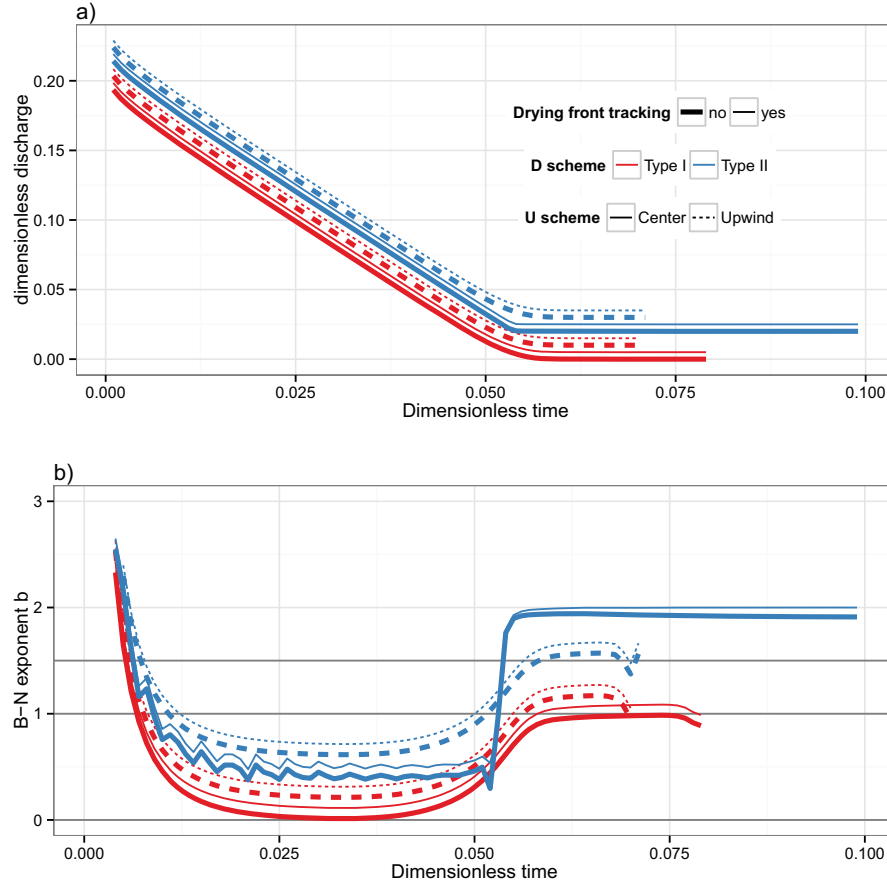 a)
dimensionless discharge
0.20
0.15
0.10
0.05
0.00
Drying front tracking no yes
D scheme Type I Type II
U scheme Center Upwind
0.000 0.025 0.050 0.075 0.100
Dimensionless time
b)
B−N exponent b
3
2
1
0
0.000 0.025 0.050 0.075 0.100
Dimensionless time